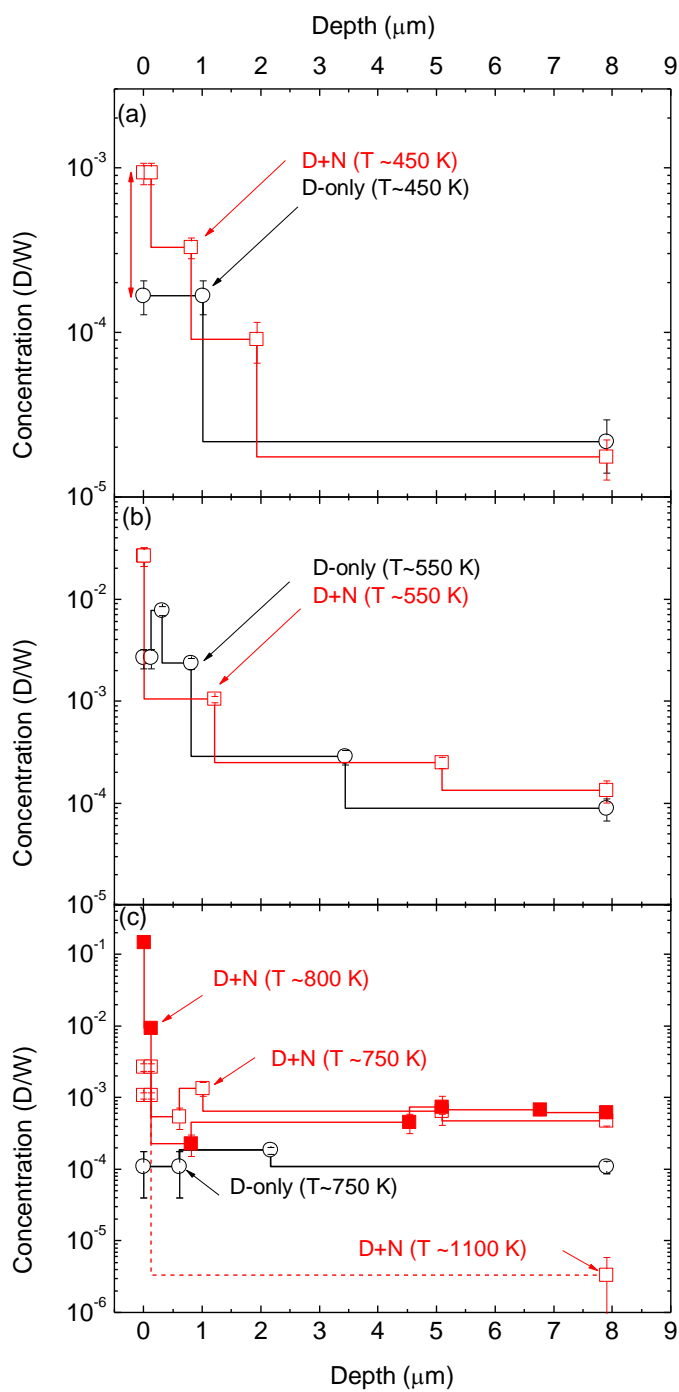 Depth (μm)
0 1 2 3 4 5 6 7 8 9
(a)
10⁻³
D+N (T ~450 K)
D-only (T~450 K)
Concentration (D/W)
10⁻⁴
10⁻⁵
(b)
D-only (T~550 K)
10⁻²
D+N (T ~550 K)
Concentration (D/W)
10⁻³
10⁻⁴
10⁻⁵
(c)
10⁻¹
D+N (T ~800 K)
10⁻²
D+N (T ~750 K)
10⁻³
Concentration (D/W)
10⁻⁴
D-only (T~750 K)
10⁻⁵
D+N (T ~1100 K)
10⁻⁶
0 1 2 3 4 5 6 7 8 9
Depth (μm)